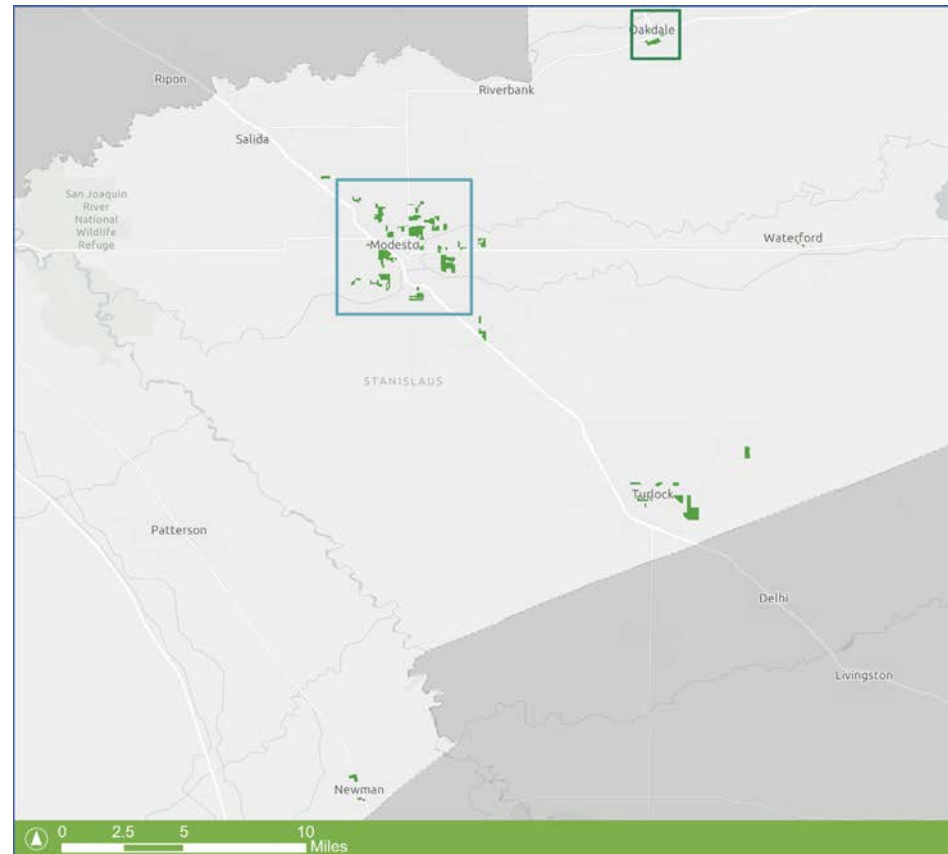 Oakdale
Ripon
Riverbank
Salida
San Joaquin
River
National
Wildlife
Refuge
Modesto
Waterford
STANISLAUS
Turlock
Patterson
Delhi
Livingston
Newman
0 2.5 5 10
Miles